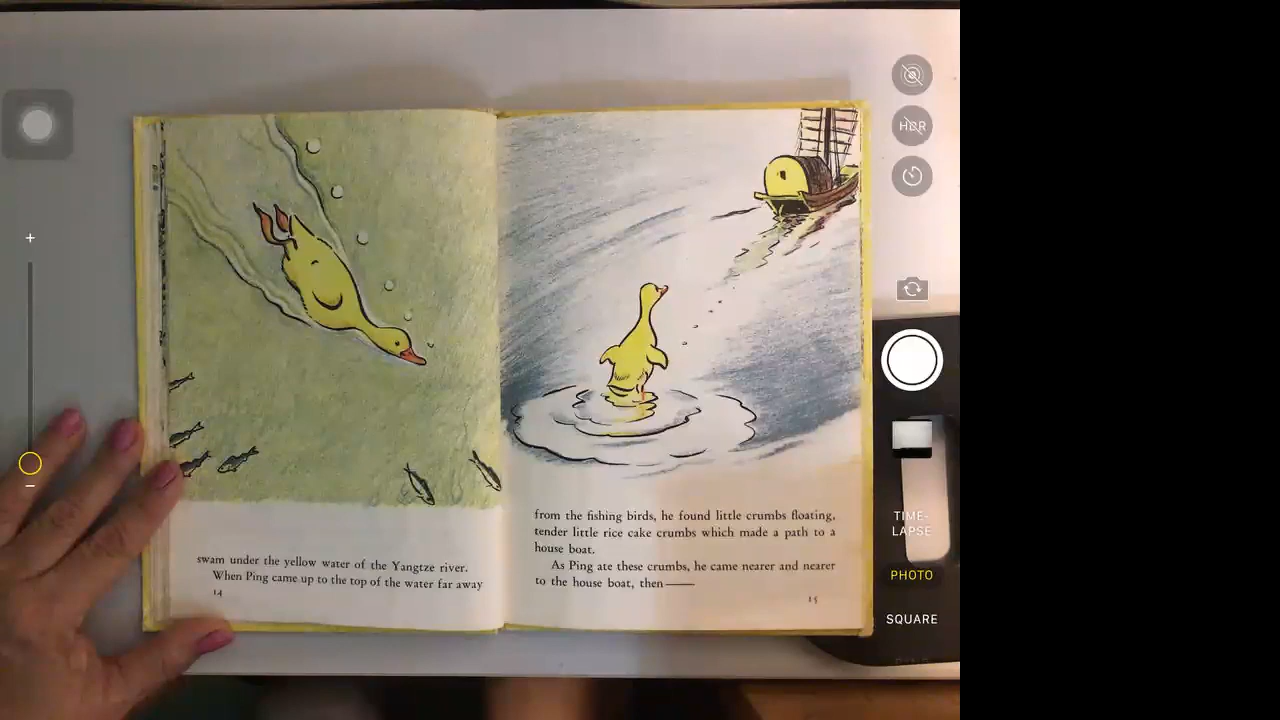 swam under the yellow water of the Yangtze river.
When Ping came up to the top of the water far away
14
from the fishing birds, he found little crumbs floating,
tender little rice cake crumbs which made a path to a
house boat.
As Ping ate these crumbs, he came nearer and nearer
to the house boat, then ——
15
HDR
TIME-
LAPSE
PHOTO
SQUARE